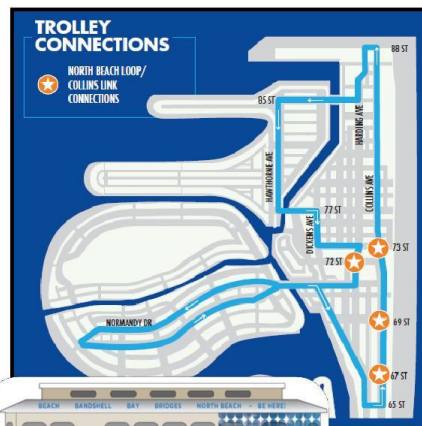 TROLLEY
CONNECTIONS
NORTH BEACH LOOP/
COLLINS LINK
CONNECTIONS
88 ST
85 ST
HARDING AVE
HAWTHORNE AVE
COLLINS AVE
77 ST
DICKENS AVE
73 ST
72 ST
NORMANDY DR
69 ST
67 ST
65 ST
BEACH BANDSHELL BAY BRIDGES NORTH BEACH - BE HERE!